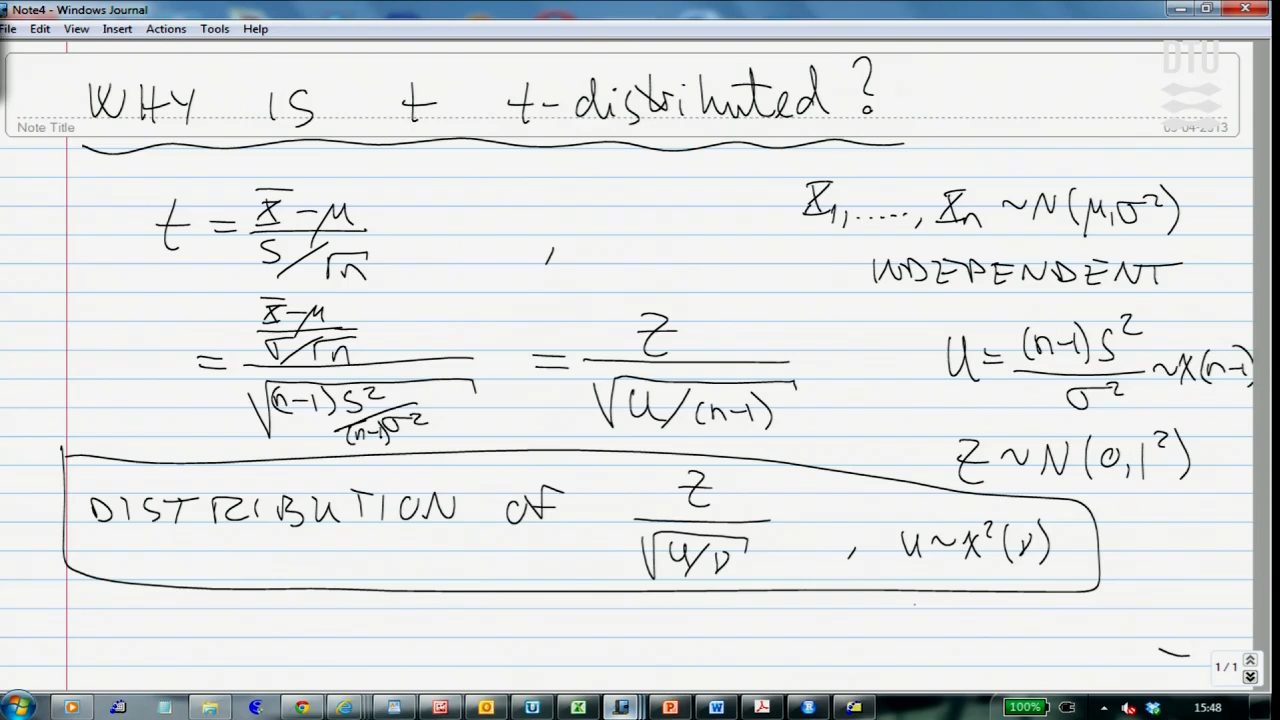 Note4 - Windows Journal
File Edit View Insert Actions Tools Help
DTU
WHY IS t t-distributed?
Note Title
t = (X̄-μ)/(S/√n) ,
X1, ....., Xn ~N(μ,σ²)
INDEPENDENT
= ((X̄-μ)/(σ/√n))/√((n-1)S²/(n-1)σ²) = Z/√(U/(n-1))
U = (n-1)S²/σ² ~χ(n-1)
Z ~ N(0,1²)
DISTRIBUTION OF Z/√(U/ν) , U~χ²(ν)
1 / 1
100%
15:48